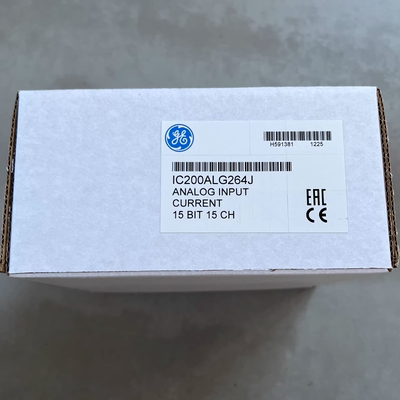 GE
H591381 1225
IC200ALG264J
ANALOG INPUT
CURRENT
15 BIT 15 CH
EAC
CE